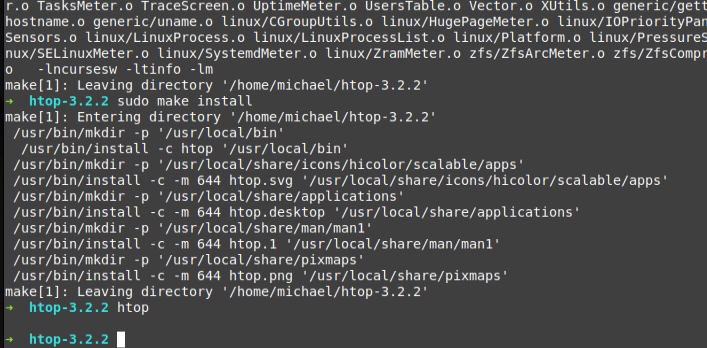 r.o TasksMeter.o TraceScreen.o UptimeMeter.o UsersTable.o Vector.o XUtils.o generic/gett
hostname.o generic/uname.o linux/CGroupUtils.o linux/HugePageMeter.o linux/IOPriorityPan
Sensors.o linux/LinuxProcess.o linux/LinuxProcessList.o linux/Platform.o linux/PressureS
nux/SELinuxMeter.o linux/SystemdMeter.o linux/ZramMeter.o zfs/ZfsArcMeter.o zfs/ZfsCompr
o   -lncursesw -ltinfo -lm
make[1]: Leaving directory '/home/michael/htop-3.2.2'
➜  htop-3.2.2 sudo make install
make[1]: Entering directory '/home/michael/htop-3.2.2'
 /usr/bin/mkdir -p '/usr/local/bin'
  /usr/bin/install -c htop '/usr/local/bin'
 /usr/bin/mkdir -p '/usr/local/share/icons/hicolor/scalable/apps'
 /usr/bin/install -c -m 644 htop.svg '/usr/local/share/icons/hicolor/scalable/apps'
 /usr/bin/mkdir -p '/usr/local/share/applications'
 /usr/bin/install -c -m 644 htop.desktop '/usr/local/share/applications'
 /usr/bin/mkdir -p '/usr/local/share/man/man1'
 /usr/bin/install -c -m 644 htop.1 '/usr/local/share/man/man1'
 /usr/bin/mkdir -p '/usr/local/share/pixmaps'
 /usr/bin/install -c -m 644 htop.png '/usr/local/share/pixmaps'
make[1]: Leaving directory '/home/michael/htop-3.2.2'
➜  htop-3.2.2 htop
➜  htop-3.2.2